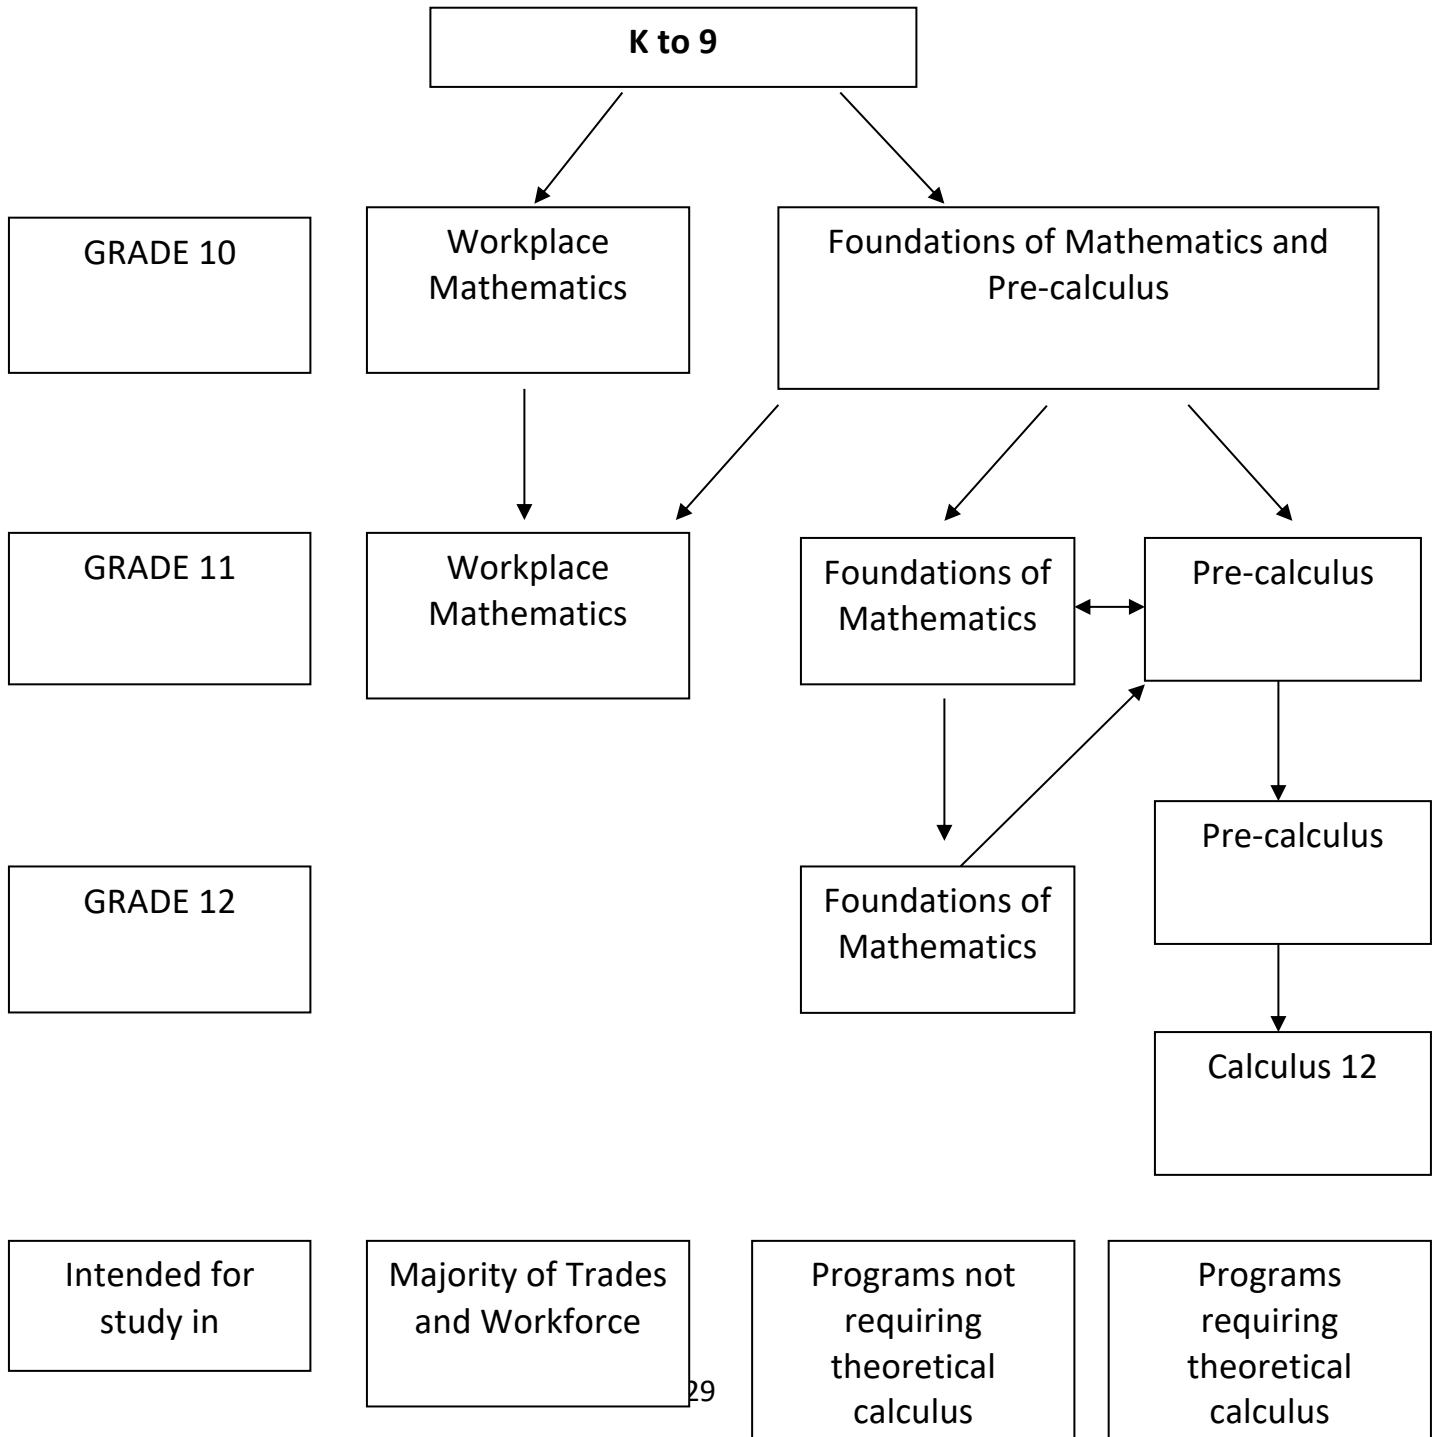 K to 9
GRADE 10
Workplace
Mathematics
Foundations of Mathematics and
Pre-calculus
GRADE 11
Workplace
Mathematics
Foundations of
Mathematics
Pre-calculus
Pre-calculus
GRADE 12
Foundations of
Mathematics
Calculus 12
Intended for
study in
Majority of Trades
and Workforce
Programs not
requiring
theoretical
calculus
Programs
requiring
theoretical
calculus
29